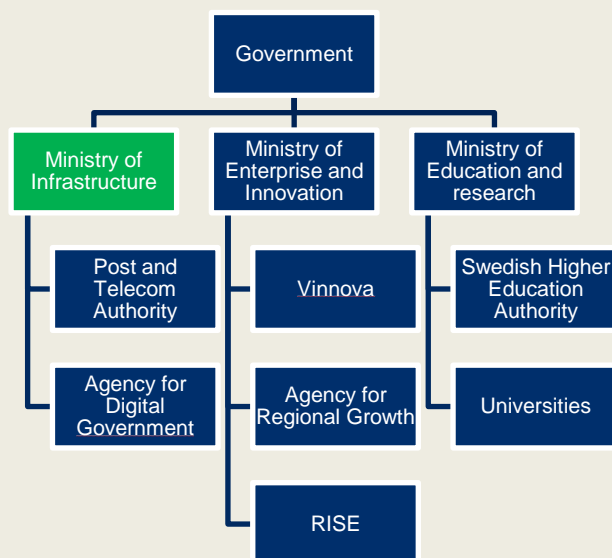 Government
Ministry of
Infrastructure
Ministry of
Enterprise and
Innovation
Ministry of
Education and
research
Post and
Telecom
Authority
Vinnova
Swedish Higher
Education
Authority
Agency for
Digital
Government
Agency for
Regional Growth
Universities
RISE